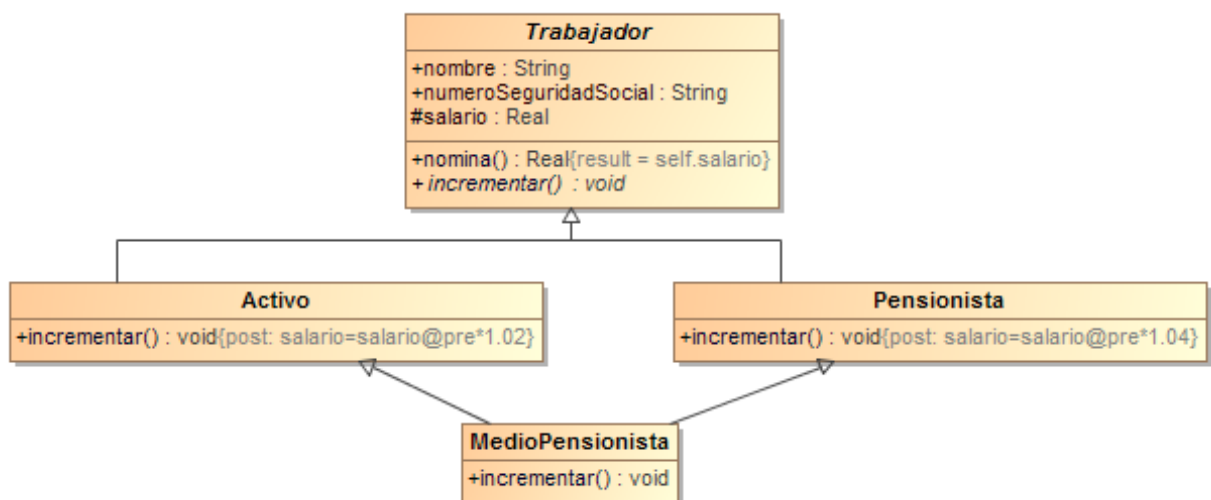 Trabajador
+nombre : String
+numeroSeguridadSocial : String
#salario : Real
+nomina() : Real{result = self.salario}
+incrementar() : void
Activo
+incrementar() : void{post: salario=salario@pre*1.02}
Pensionista
+incrementar() : void{post: salario=salario@pre*1.04}
MedioPensionista
+incrementar() : void